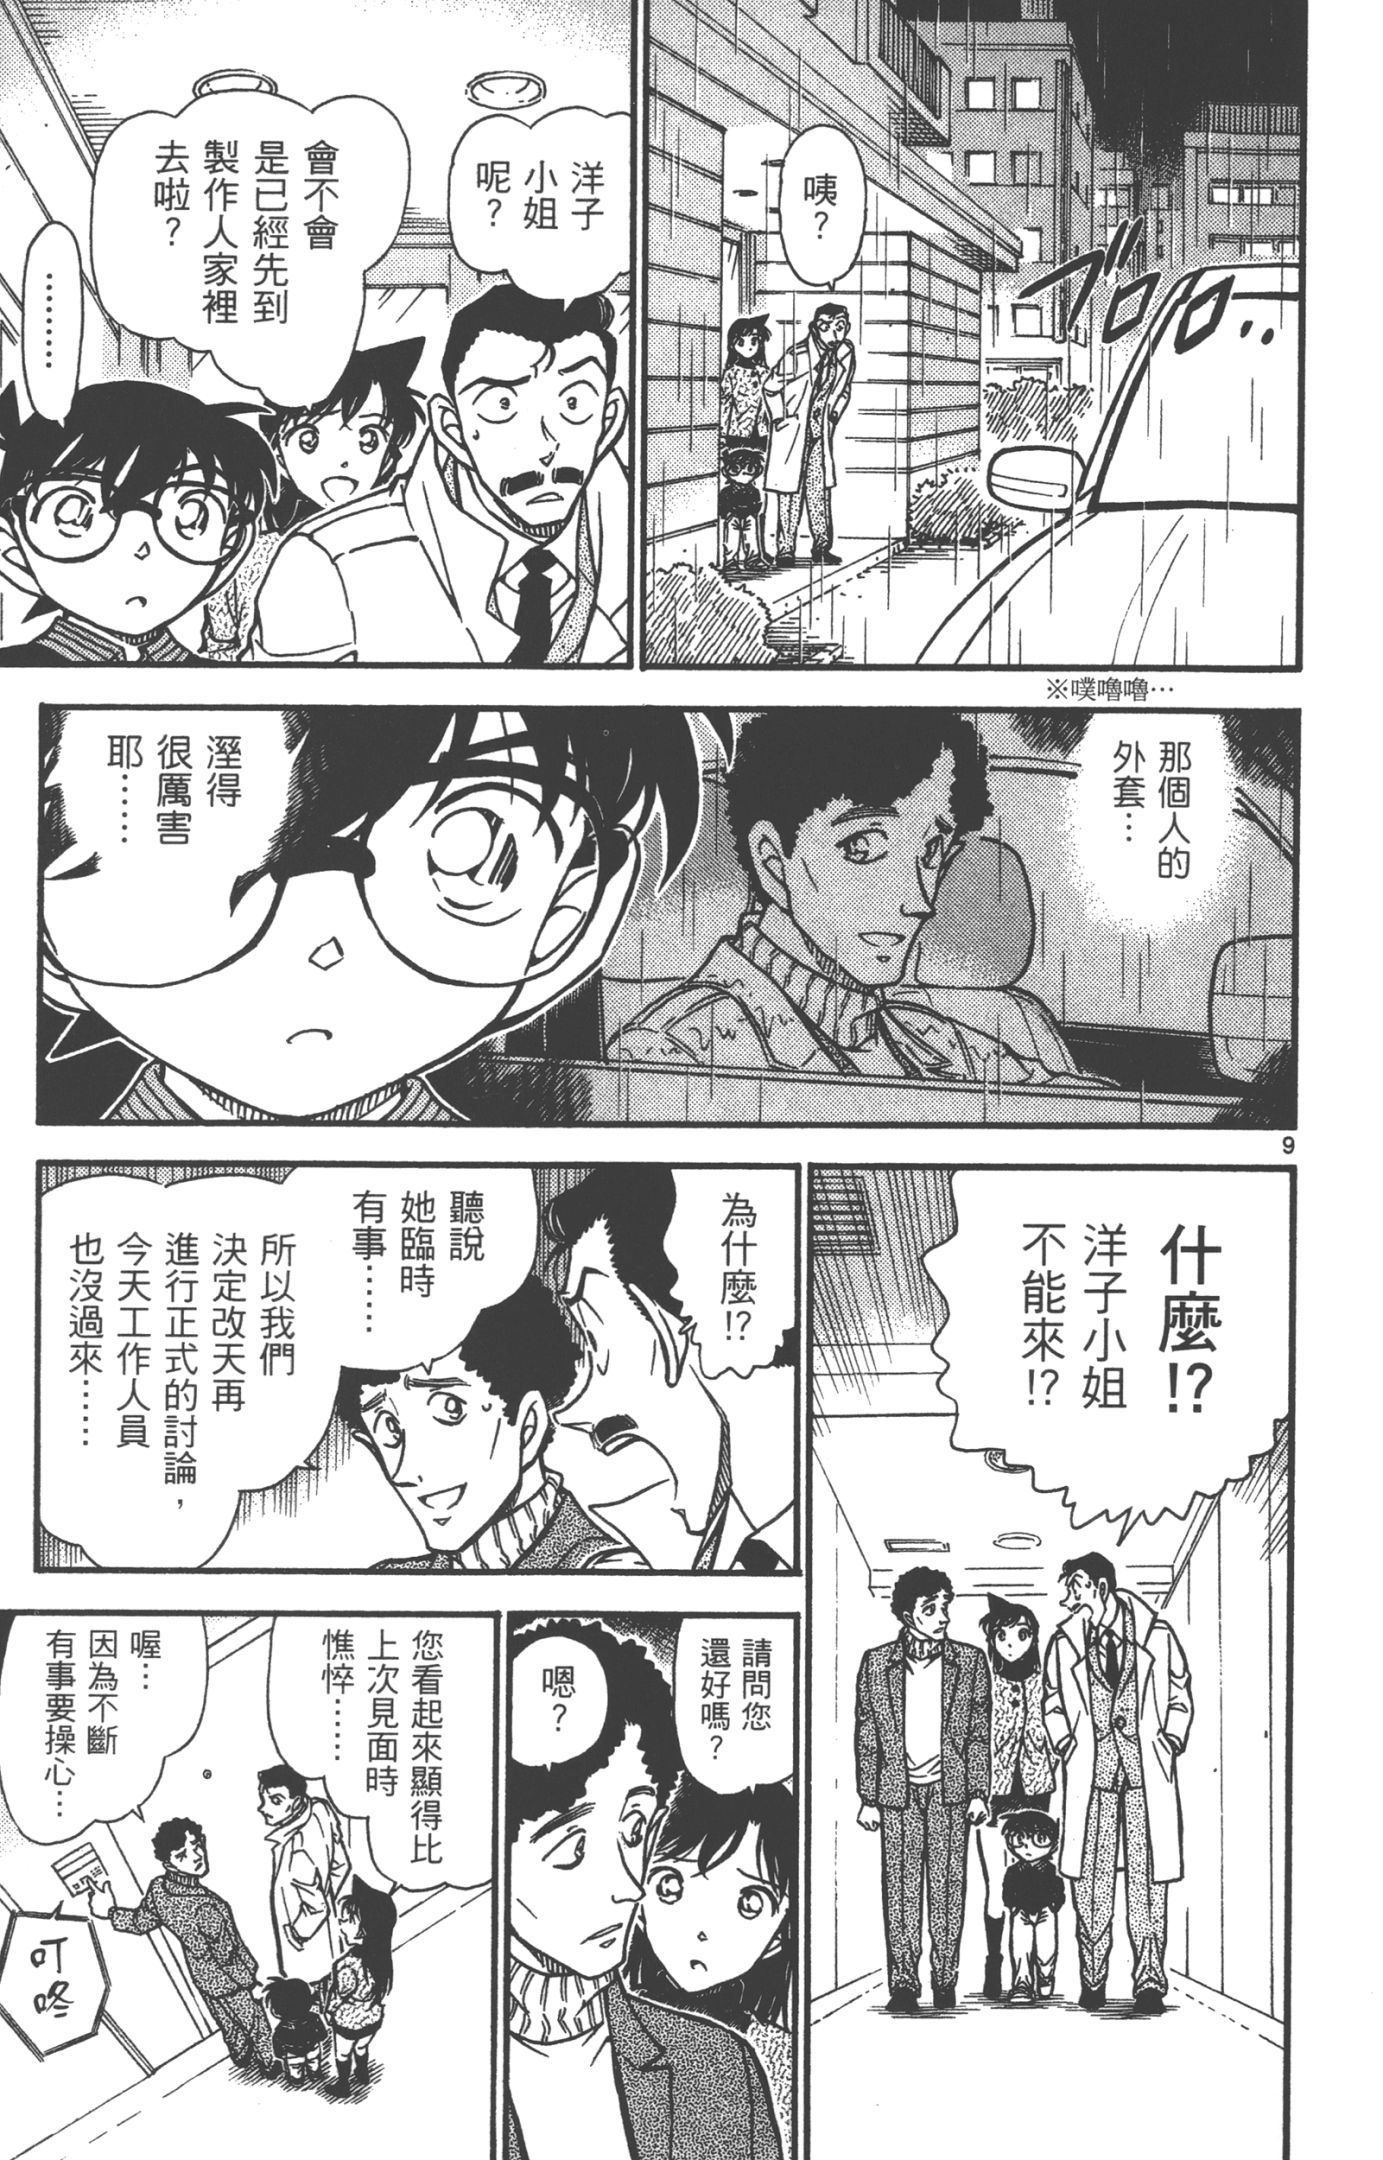 咦？
ブロロ…
※噗嚕嚕…
洋子
小姐
呢？
會不會
是已經先到
製作人家裡
去啦？
………
那個人的
外套…
溼得
很厲害
耶……
9
什麼!?
洋子小姐
不能來!?
為什麼!?
聽說
她臨時
有事……
所以我們
決定改天再
進行正式的討論，
今天工作人員
也沒過來……
請問您
還好嗎？
嗯？
您看起來顯得比
上次見面時
憔悴……
喔…
因為不斷
有事要操心…
叮
咚